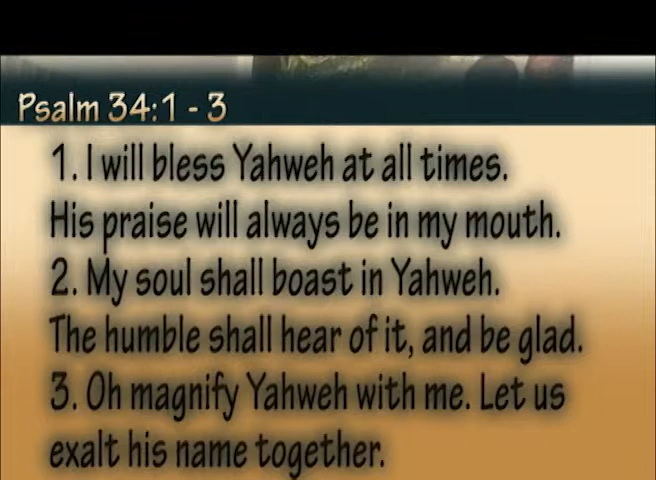 Psalm 34:1 - 3
1. I will bless Yahweh at all times.
His praise will always be in my mouth.
2. My soul shall boast in Yahweh.
The humble shall hear of it, and be glad.
3. Oh magnify Yahweh with me. Let us
exalt his name together.